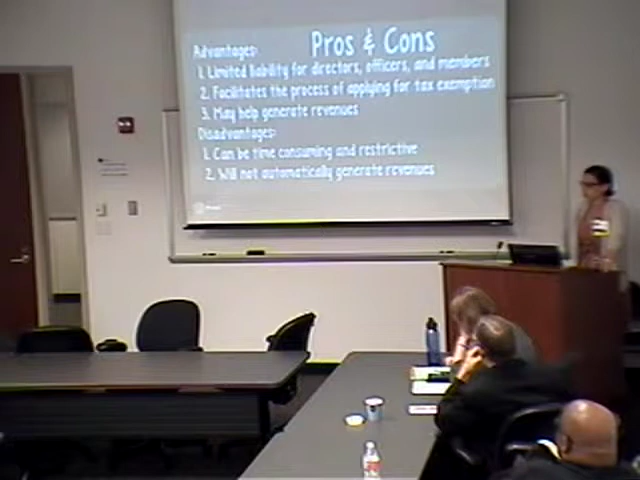 Pros & Cons
Advantages:
1. Limited liability for directors, officers, and members
2. Facilitates the process of applying for tax exemption
3. May help generate revenues
Disadvantages:
1. Can be time consuming and restrictive
2. Will not automatically generate revenues